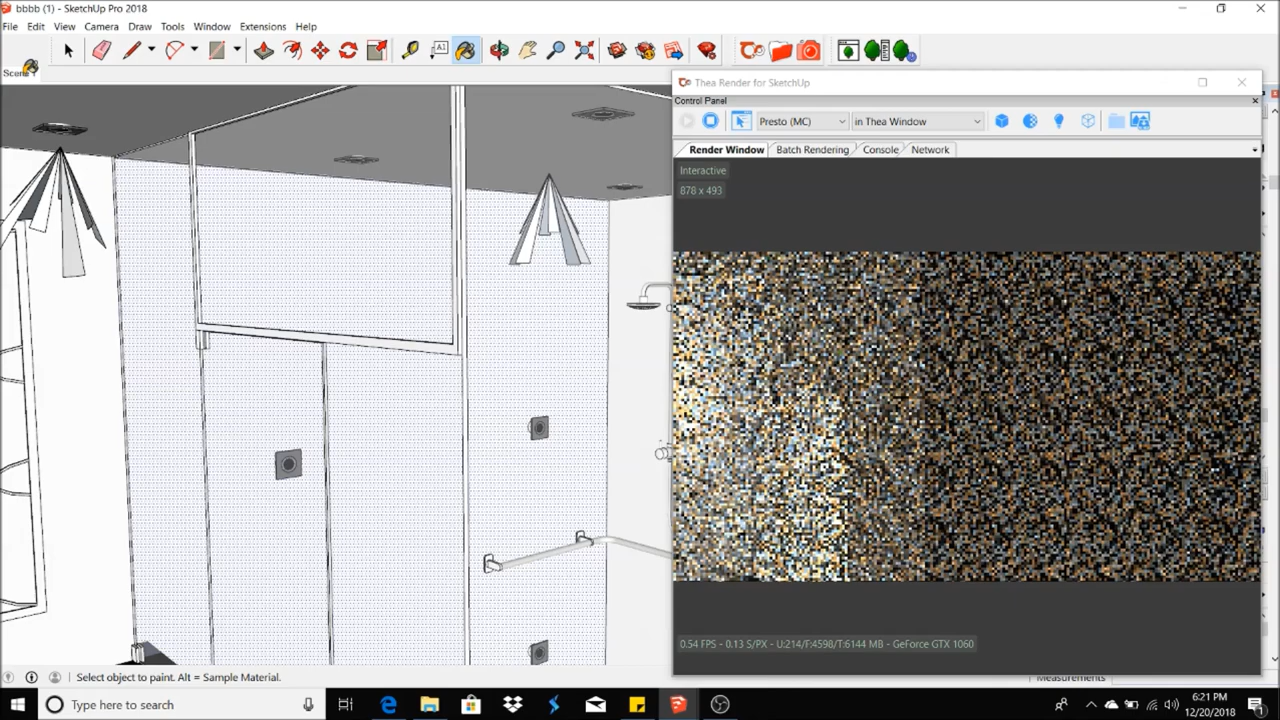 bbbb (1) - SketchUp Pro 2018
File Edit View Camera Draw Tools Window Extensions Help
A1
Thea Render for SketchUp
Control Panel
Presto (MC) in Thea Window
Render Window Batch Rendering Console Network
Interactive
878 x 493
0.54 FPS - 0.13 S/PX - U:214/F:4598/T:6144 MB - GeForce GTX 1060
Select object to paint. Alt = Sample Material.
Measurements
Type here to search
6:21 PM
12/20/2018
1